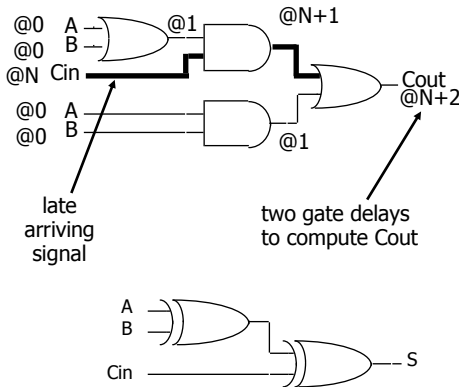 @0 A @1 @N+1
@0 B
@N Cin
Cout
@N+2
@0 A
@0 B @1
late
arriving
signal
two gate delays
to compute Cout
A
B
S
Cin